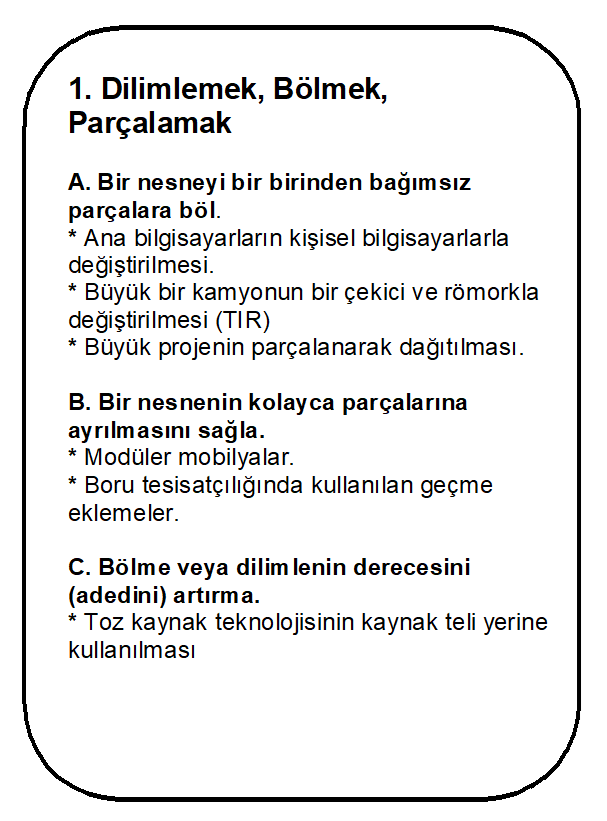 1. Dilimlemek, Bölmek,
Parçalamak
A. Bir nesneyi bir birinden bağımsız
parçalara böl.
* Ana bilgisayarların kişisel bilgisayarlarla
değiştirilmesi.
* Büyük bir kamyonun bir çekici ve römorkla
değiştirilmesi (TIR)
* Büyük projenin parçalanarak dağıtılması.
B. Bir nesnenin kolayca parçalarına
ayrılmasını sağla.
* Modüler mobilyalar.
* Boru tesisatçılığında kullanılan geçme
eklemeler.
C. Bölme veya dilimlenin derecesini
(adedini) artırma.
* Toz kaynak teknolojisinin kaynak teli yerine
kullanılması